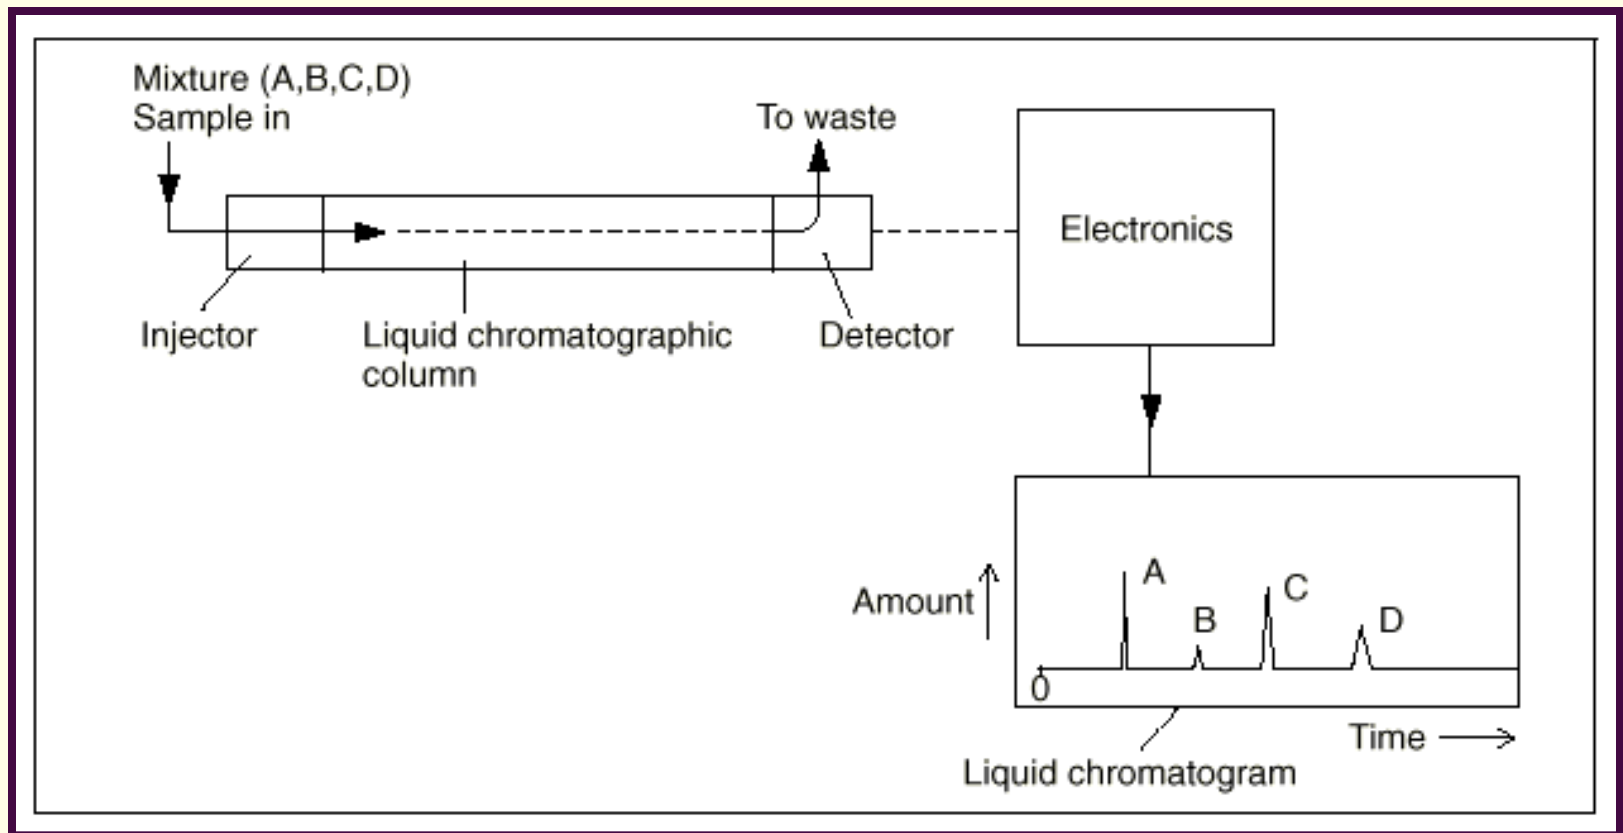 Mixture (A,B,C,D)
Sample in
To waste
Electronics
Injector
Liquid chromatographic
column
Detector
Amount
A
B
C
D
0
Time
Liquid chromatogram